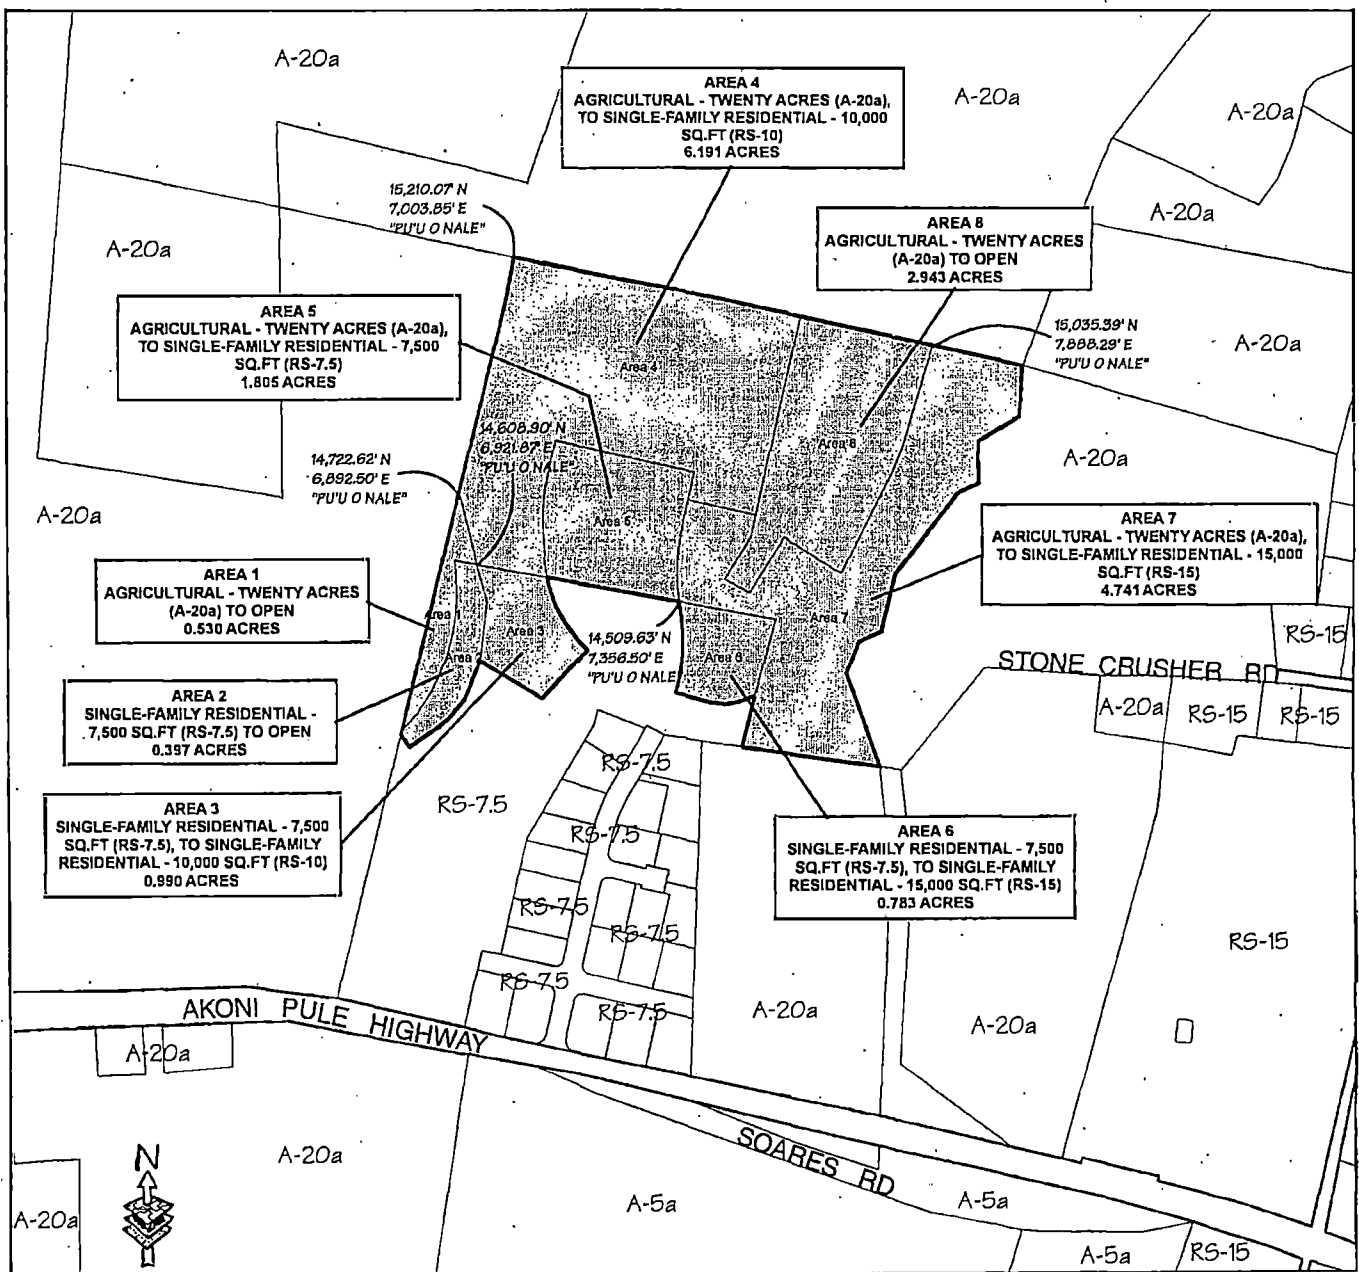 A-20a
AREA 4
AGRICULTURAL - TWENTY ACRES (A-20a),
TO SINGLE-FAMILY RESIDENTIAL - 10,000
SQ.FT (RS-10)
6.191 ACRES
A-20a
A-20a
15,210.07' N
7,003.85' E
"PU'U O NALE"
A-20a
AREA 8
AGRICULTURAL - TWENTY ACRES
(A-20a) TO OPEN
2.943 ACRES
A-20a
AREA 5
AGRICULTURAL - TWENTY ACRES (A-20a),
TO SINGLE-FAMILY RESIDENTIAL - 7,500
SQ.FT (RS-7.5)
1.805 ACRES
15,035.39' N
7,888.29' E
"PU'U O NALE"
A-20a
Area 4
14,608.90' N
6,921.87' E
"PU'U O NALE"
Area 8
14,722.62' N
6,892.50' E
"PU'U O NALE"
A-20a
A-20a
Area 5
AREA 7
AGRICULTURAL - TWENTY ACRES (A-20a),
TO SINGLE-FAMILY RESIDENTIAL - 15,000
SQ.FT (RS-15)
4.741 ACRES
AREA 1
AGRICULTURAL - TWENTY ACRES
(A-20a) TO OPEN
0.530 ACRES
Area
Area 3
Area 7
14,509.63' N
7,356.50' E
"PU'U O NALE
Area 6
Area 2
RS-15
STONE CRUSHER RD
AREA 2
SINGLE-FAMILY RESIDENTIAL -
7,500 SQ.FT (RS-7.5) TO OPEN
0.397 ACRES
A-20a
RS-15
RS-15
RS-7.5
RS-7.5
AREA 3
SINGLE-FAMILY RESIDENTIAL - 7,500
SQ.FT (RS-7.5), TO SINGLE-FAMILY
RESIDENTIAL - 10,000 SQ.FT (RS-10)
0.990 ACRES
RS-7.5
AREA 6
SINGLE-FAMILY RESIDENTIAL - 7,500
SQ.FT (RS-7.5), TO SINGLE-FAMILY
RESIDENTIAL - 15,000 SQ.FT (RS-15)
0.783 ACRES
RS-7.5
RS-7.5
RS-15
RS-7.5
RS-7.5
A-20a
A-20a
AKONI PULE HIGHWAY
A-20a
SOARES RD
A-20a
N
A-20a
A-5a
A-5a
A-5a
RS-15